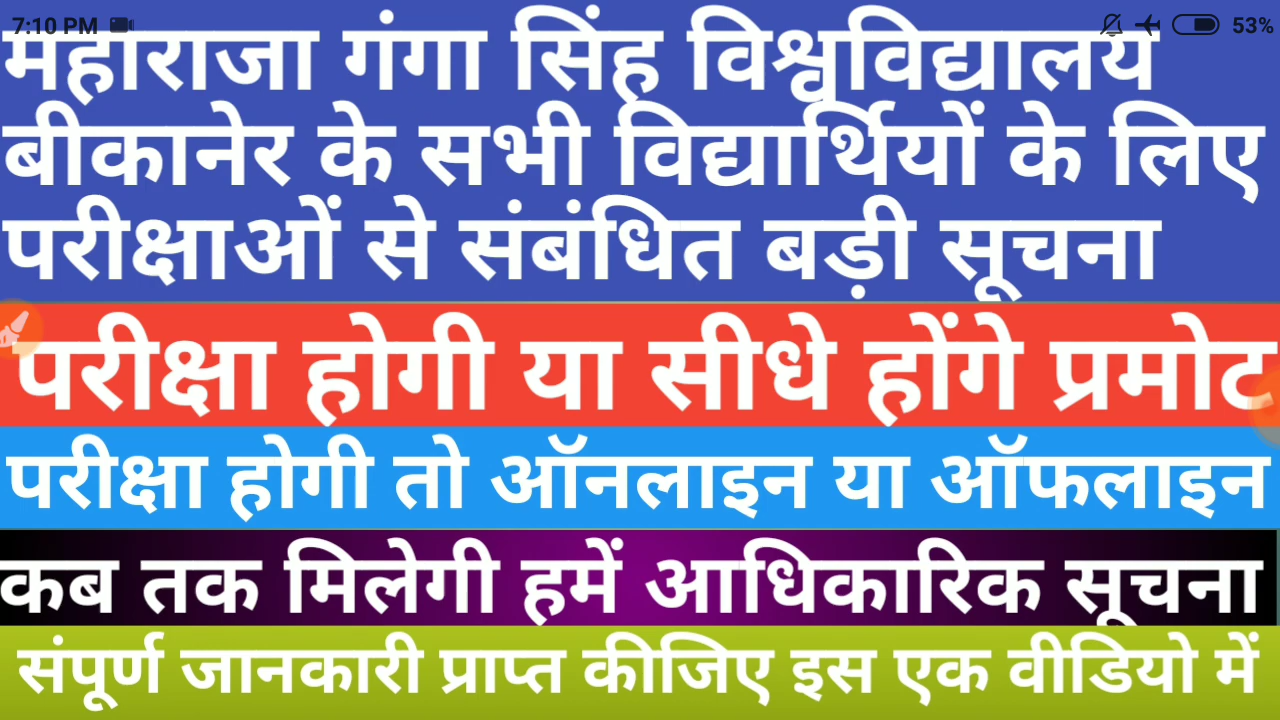 7:10 PM 53%
महाराजा गंगा सिंह विश्वविद्यालय
बीकानेर के सभी विद्यार्थियों के लिए
परीक्षाओं से संबंधित बड़ी सूचना
परीक्षा होगी या सीधे होंगे प्रमोट
परीक्षा होगी तो ऑनलाइन या ऑफलाइन
कब तक मिलेगी हमें आधिकारिक सूचना
संपूर्ण जानकारी प्राप्त कीजिए इस एक वीडियो में